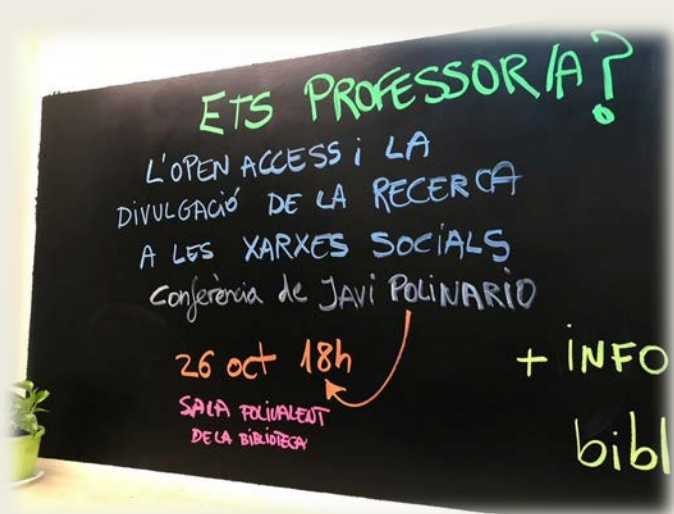 ETS PROFESSOR/A?
L'OPEN ACCESS i LA
DIVULGACIÓ DE LA RECERCA
A LES XARXES SOCIALS
Conferència de JAVI POLINARIO
26 oct 18h
SALA POLIVALENT
DE LA BIBLIOTECA
+ INFO
bibl